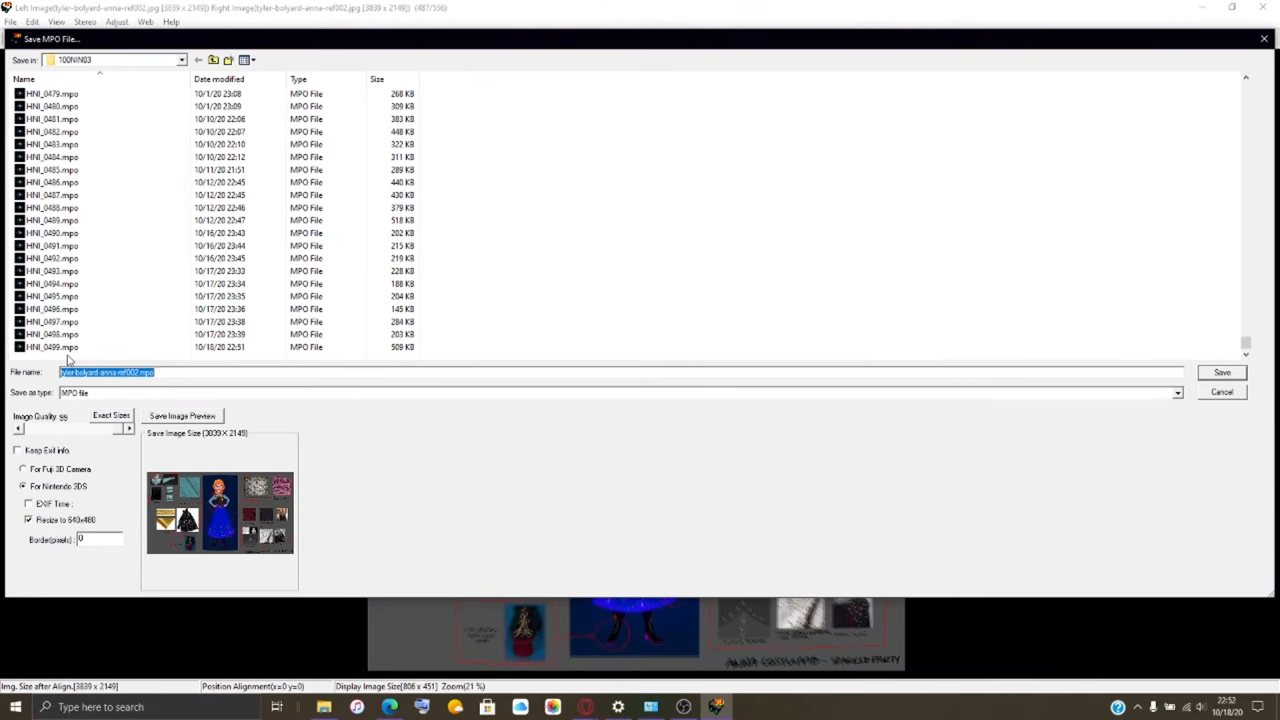 Left Image[tyler-bolyard-anna-ref002.jpg [3839 x 2149] Right Image[tyler-bolyard-anna-ref002.jpg [3839 x 2149] (487/556)
File Edit View Stereo Adjust Web Help
Save MPO File...
Save in: 100NIN03
Name Date modified Type Size
HNI_0479.mpo 10/1/20 23:08 MPO File 268 KB
HNI_0480.mpo 10/1/20 23:09 MPO File 309 KB
HNI_0481.mpo 10/10/20 22:06 MPO File 383 KB
HNI_0482.mpo 10/10/20 22:07 MPO File 448 KB
HNI_0483.mpo 10/10/20 22:10 MPO File 322 KB
HNI_0484.mpo 10/10/20 22:12 MPO File 311 KB
HNI_0485.mpo 10/11/20 21:51 MPO File 289 KB
HNI_0486.mpo 10/12/20 22:45 MPO File 440 KB
HNI_0487.mpo 10/12/20 22:45 MPO File 430 KB
HNI_0488.mpo 10/12/20 22:46 MPO File 379 KB
HNI_0489.mpo 10/12/20 22:47 MPO File 518 KB
HNI_0490.mpo 10/16/20 23:43 MPO File 202 KB
HNI_0491.mpo 10/16/20 23:44 MPO File 215 KB
HNI_0492.mpo 10/16/20 23:44 MPO File 259 KB
HNI_0493.mpo 10/17/20 23:33 MPO File 228 KB
HNI_0494.mpo 10/17/20 23:34 MPO File 188 KB
HNI_0495.mpo 10/17/20 23:35 MPO File 204 KB
HNI_0496.mpo 10/17/20 23:36 MPO File 145 KB
HNI_0497.mpo 10/17/20 23:38 MPO File 284 KB
HNI_0498.mpo 10/17/20 23:39 MPO File 203 KB
HNI_0499.mpo 10/18/20 22:51 MPO File 509 KB
File name: tyler-bolyard-anna-ref002.mpo Save
Save as type: MPO file Cancel
Image Quality: 99 Exact Sizes Save Image Preview
Save Image Size [3839×2149]
Keep Exif info.
For Fuji 3D Camera
For Nintendo 3DS
EXIF Time :
Resize to 640x480
Border(pixels): 0
ANNA COSTUME - SPARKLED PARTY
Img. Size after Align.[3839 x 2149] Position Alignment(x=0 y=0) Display Image Size[806 x 451] Zoom(21 %)
Type here to search
22:52
10/18/20